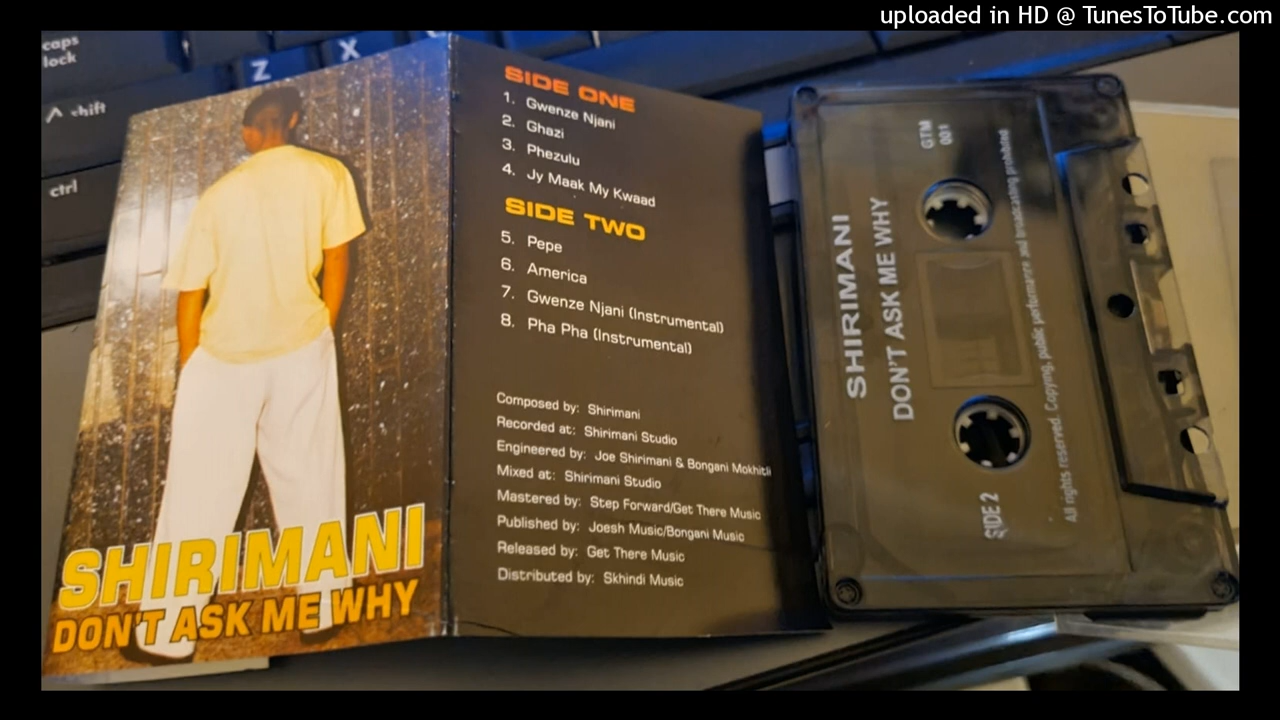 uploaded in HD @ TunesToTube.com
caps
lock
Z
X
shift
ctrl
SHIRIMANI
DON'T ASK ME WHY
SIDE ONE
1. Gwenze Njani
2. Ghazi
3. Phezulu
4. Jy Maak My Kwaad
SIDE TWO
5. Pepe
6. America
7. Gwenze Njani (Instrumental)
8. Pha Pha (Instrumental)
Composed by: Shirimani
Recorded at: Shirimani Studio
Engineered by: Joe Shirimani & Bongani Mokhitli
Mixed at: Shirimani Studio
Mastered by: Step Forward/Get There Music
Published by: Joesh Music/Bongani Music
Released by: Get There Music
Distributed by: Skhindi Music
SHIRIMANI
DON'T ASK ME WHY
GTM
001
SIDE 2
All rights reserved. Copying, public performance and broadcasting prohibited